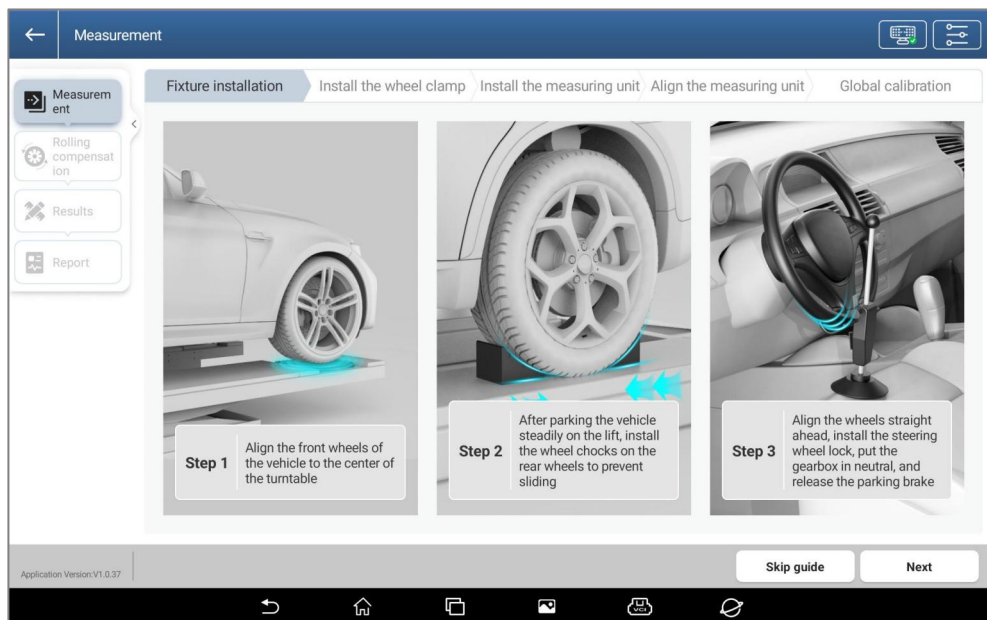 Measurement
Measurem
ent
Rolling
compensat
ion
Results
Report
Fixture installation
Install the wheel clamp
Install the measuring unit
Align the measuring unit
Global calibration
Step 1
Align the front wheels of
the vehicle to the center of
the turntable
Step 2
After parking the vehicle
steadily on the lift, install
the wheel chocks on the
rear wheels to prevent
sliding
Step 3
Align the wheels straight
ahead, install the steering
wheel lock, put the
gearbox in neutral, and
release the parking brake
Application Version:V1.0.37
Skip guide
Next
VCI